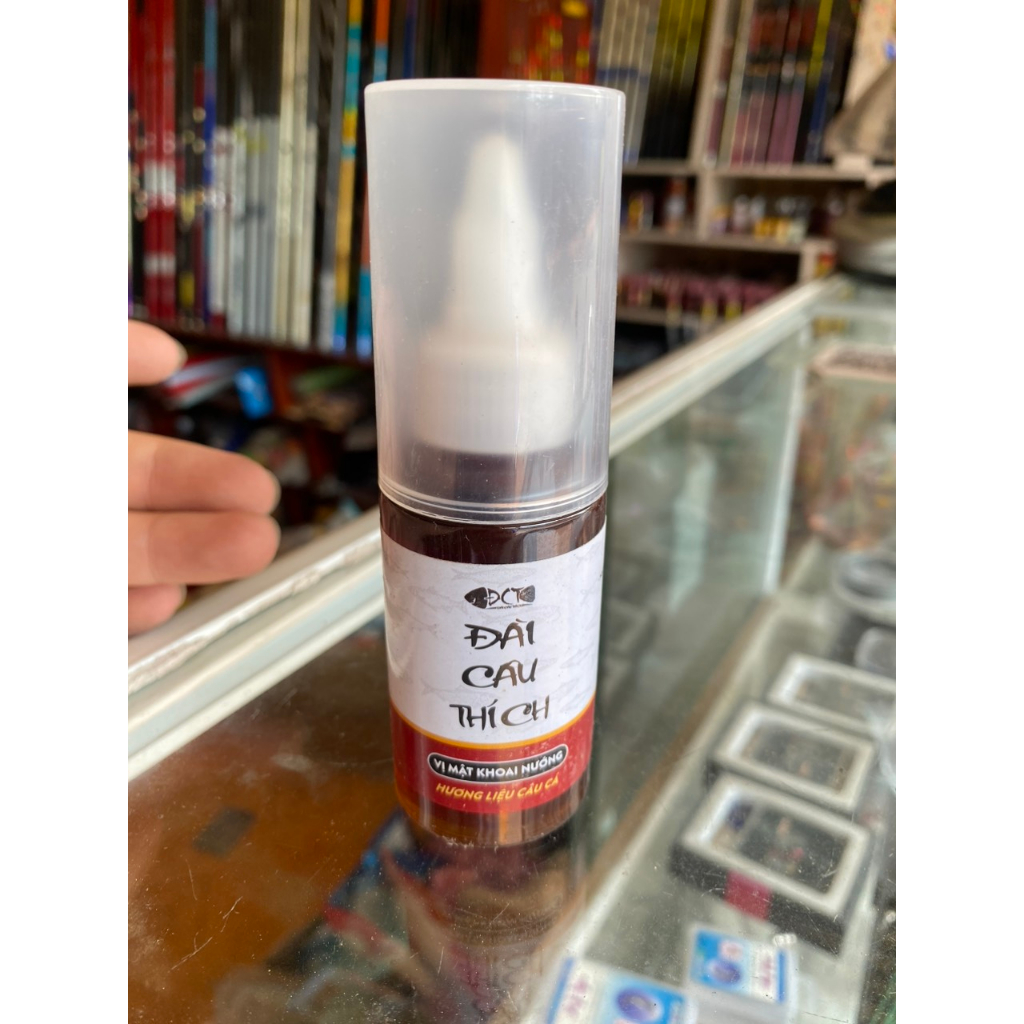 ĐCT
ĐÀI
CÂU
THÍCH
VỊ MẬT KHOAI NƯỚNG
HƯƠNG LIỆU CÂU CÁ